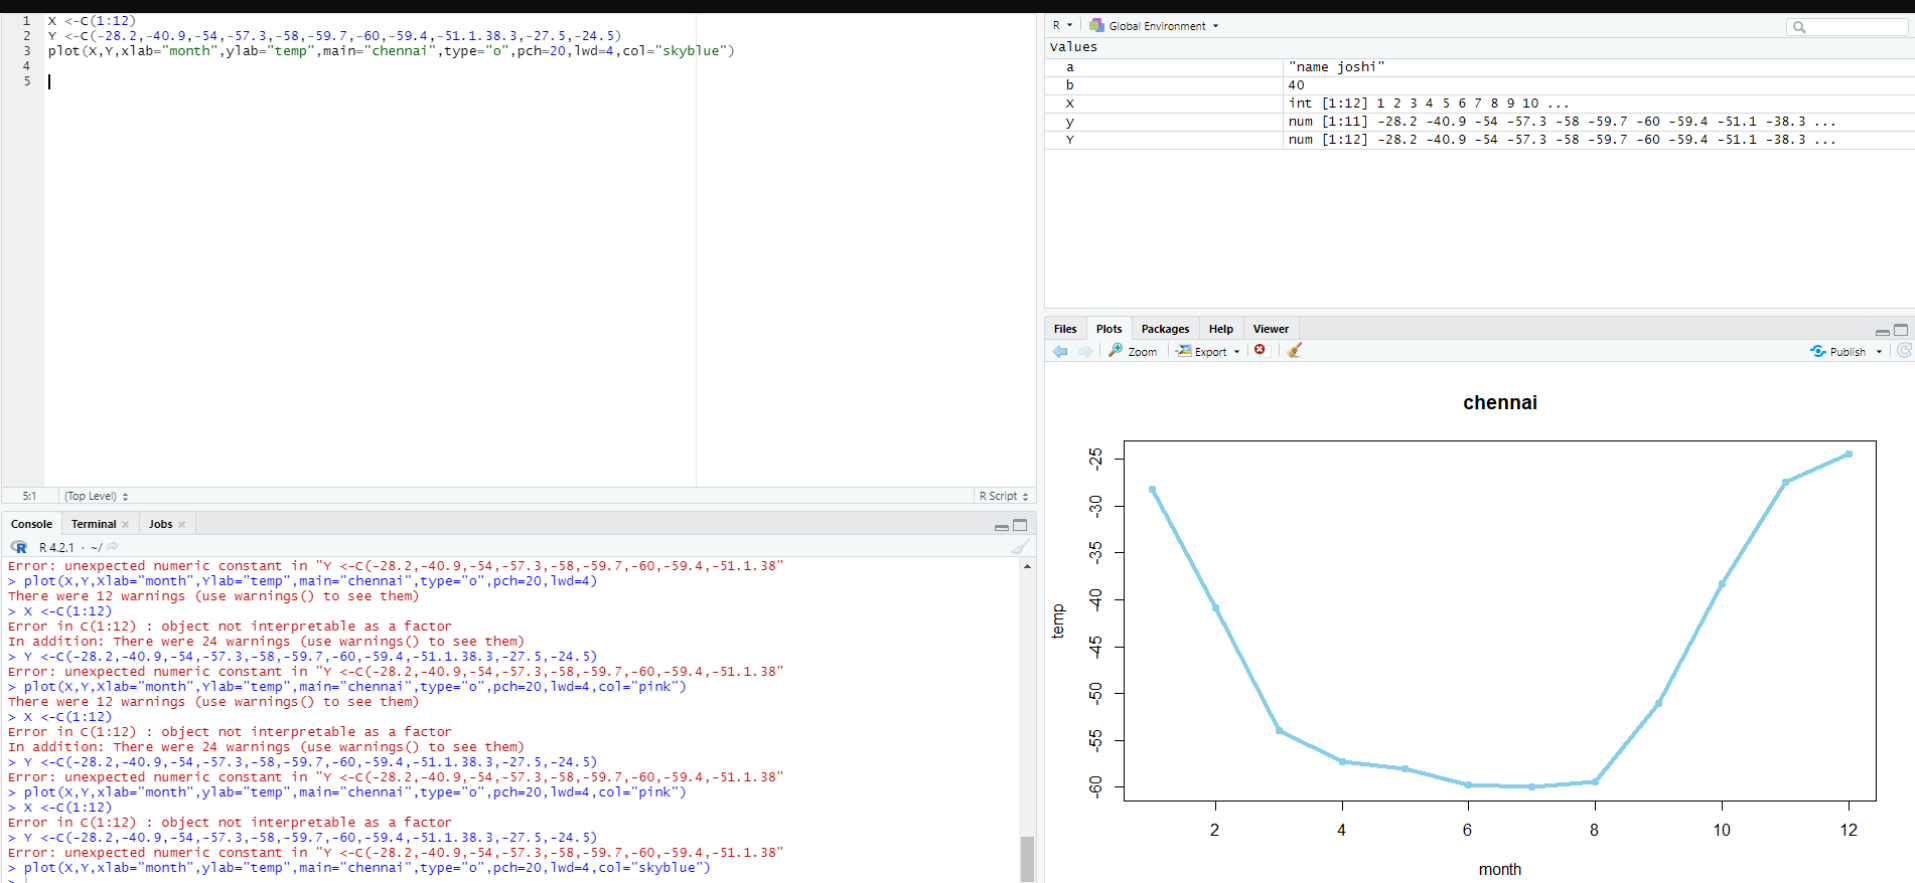 1 X <-C(1:12)
2 Y <-C(-28.2,-40.9,-54,-57.3,-58,-59.7,-60,-59.4,-51.1.38.3,-27.5,-24.5)
3 plot(X,Y,xlab="month",ylab="temp",main="chennai",type="o",pch=20,lwd=4,col="skyblue")
4
5
5:1 (Top Level) R Script
Console Terminal Jobs
R 4.2.1 · ~/
Error: unexpected numeric constant in "Y <-C(-28.2,-40.9,-54,-57.3,-58,-59.7,-60,-59.4,-51.1.38"
> plot(X,Y,Xlab="month",Ylab="temp",main="chennai",type="o",pch=20,lwd=4)
There were 12 warnings (use warnings() to see them)
> X <-C(1:12)
Error in C(1:12) : object not interpretable as a factor
In addition: There were 24 warnings (use warnings() to see them)
> Y <-C(-28.2,-40.9,-54,-57.3,-58,-59.7,-60,-59.4,-51.1.38.3,-27.5,-24.5)
Error: unexpected numeric constant in "Y <-C(-28.2,-40.9,-54,-57.3,-58,-59.7,-60,-59.4,-51.1.38"
> plot(X,Y,Xlab="month",Ylab="temp",main="chennai",type="o",pch=20,lwd=4,col="pink")
There were 12 warnings (use warnings() to see them)
> X <-C(1:12)
Error in C(1:12) : object not interpretable as a factor
In addition: There were 24 warnings (use warnings() to see them)
> Y <-C(-28.2,-40.9,-54,-57.3,-58,-59.7,-60,-59.4,-51.1.38.3,-27.5,-24.5)
Error: unexpected numeric constant in "Y <-C(-28.2,-40.9,-54,-57.3,-58,-59.7,-60,-59.4,-51.1.38"
> plot(X,Y,xlab="month",ylab="temp",main="chennai",type="o",pch=20,lwd=4,col="pink")
> X <-C(1:12)
Error in C(1:12) : object not interpretable as a factor
> Y <-C(-28.2,-40.9,-54,-57.3,-58,-59.7,-60,-59.4,-51.1.38.3,-27.5,-24.5)
Error: unexpected numeric constant in "Y <-C(-28.2,-40.9,-54,-57.3,-58,-59.7,-60,-59.4,-51.1.38"
> plot(X,Y,xlab="month",ylab="temp",main="chennai",type="o",pch=20,lwd=4,col="skyblue")
>
R Global Environment
Values
a "name joshi"
b 40
X int [1:12] 1 2 3 4 5 6 7 8 9 10 ...
y num [1:11] -28.2 -40.9 -54 -57.3 -58 -59.7 -60 -59.4 -51.1 -38.3 ...
Y num [1:12] -28.2 -40.9 -54 -57.3 -58 -59.7 -60 -59.4 -51.1 -38.3 ...
Files Plots Packages Help Viewer
Zoom Export Publish
chennai
temp
-25
-30
-35
-40
-45
-50
-55
-60
2 4 6 8 10 12
month